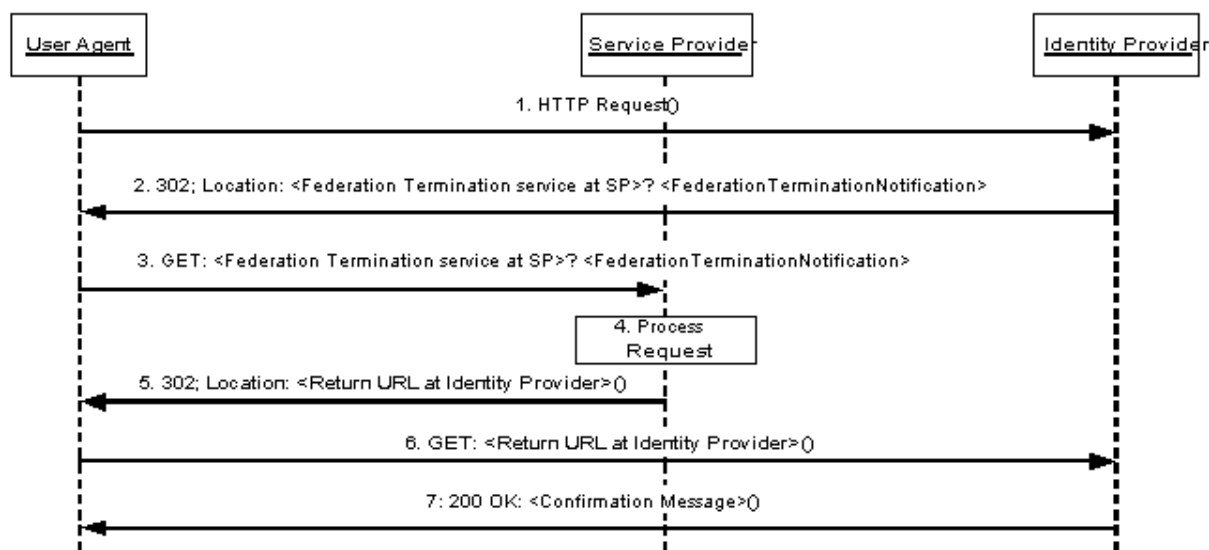 User Agent
Service Provider
Identity Provider
1. HTTP Request()
2. 302; Location: <Federation Termination service at SP>? <FederationTerminationNotification>
3. GET: <Federation Termination service at SP>? <FederationTerminationNotification>
4. Process
Request
5. 302; Location: <Return URL at Identity Provider>()
6. GET: <Return URL at Identity Provider>()
7: 200 OK: <Confirmation Message>()